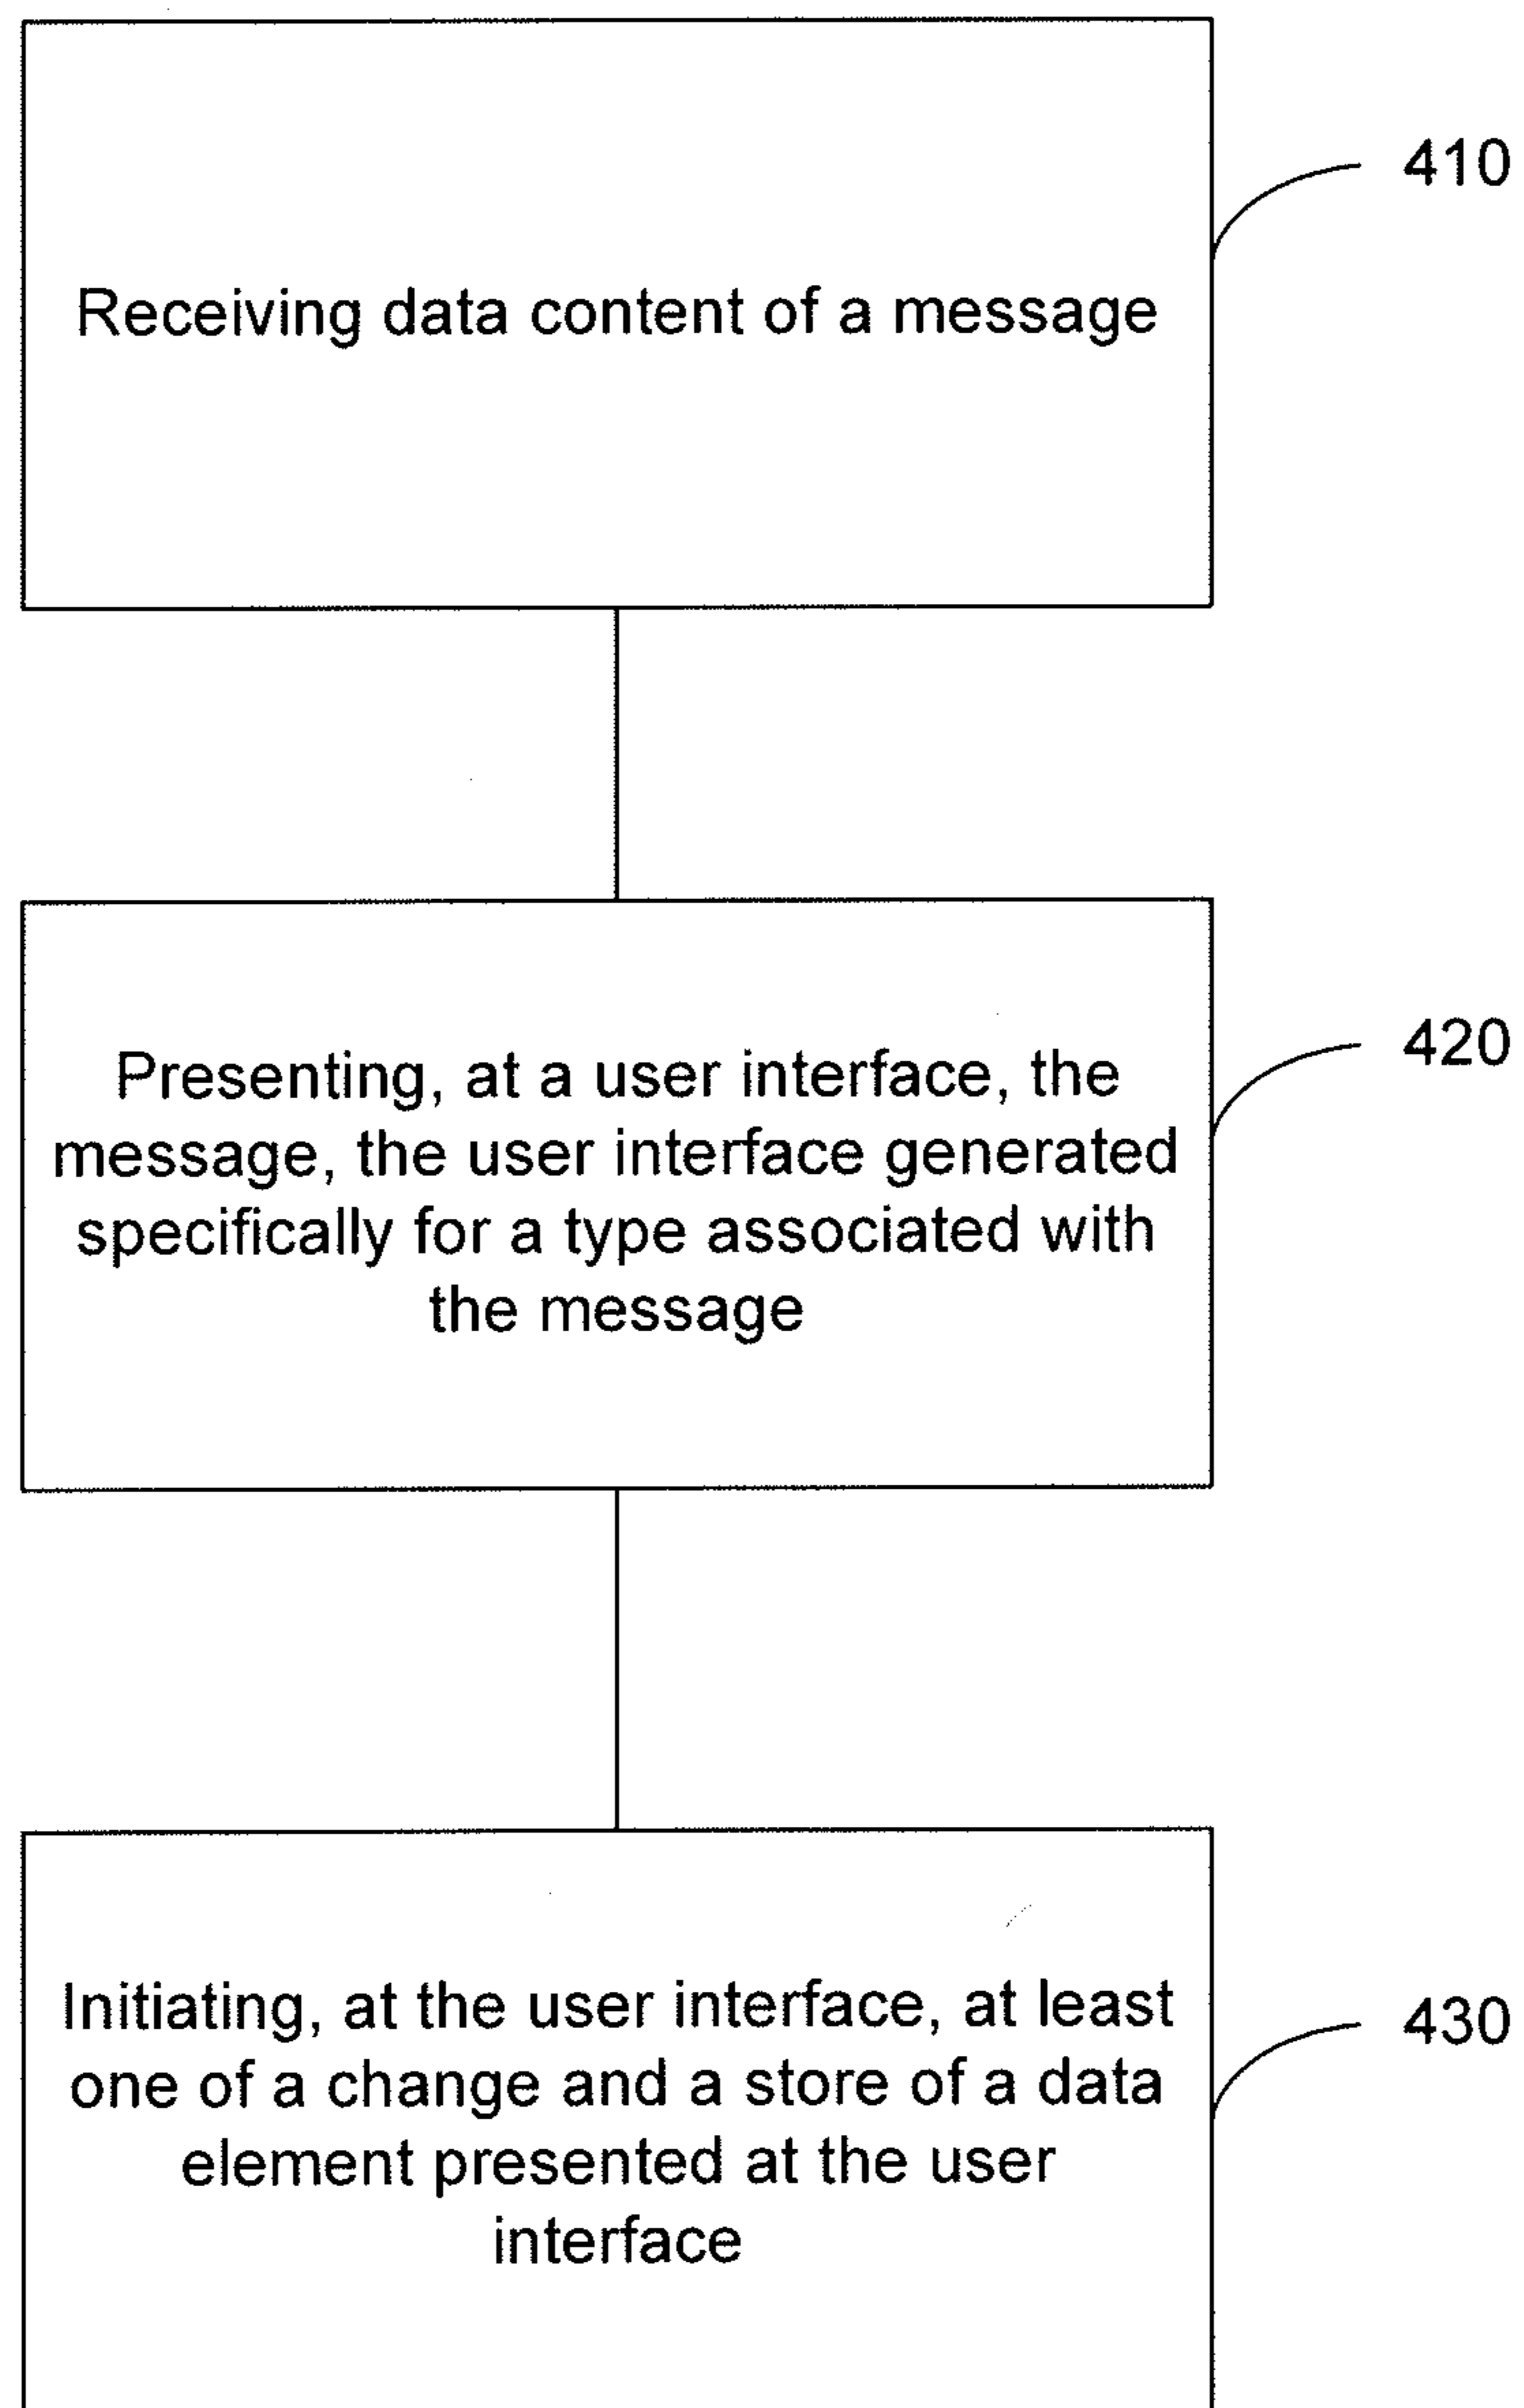 410
Receiving data content of a message
420
Presenting, at a user interface, the
message, the user interface generated
specifically for a type associated with
the message
430
Initiating, at the user interface, at least
one of a change and a store of a data
element presented at the user
interface